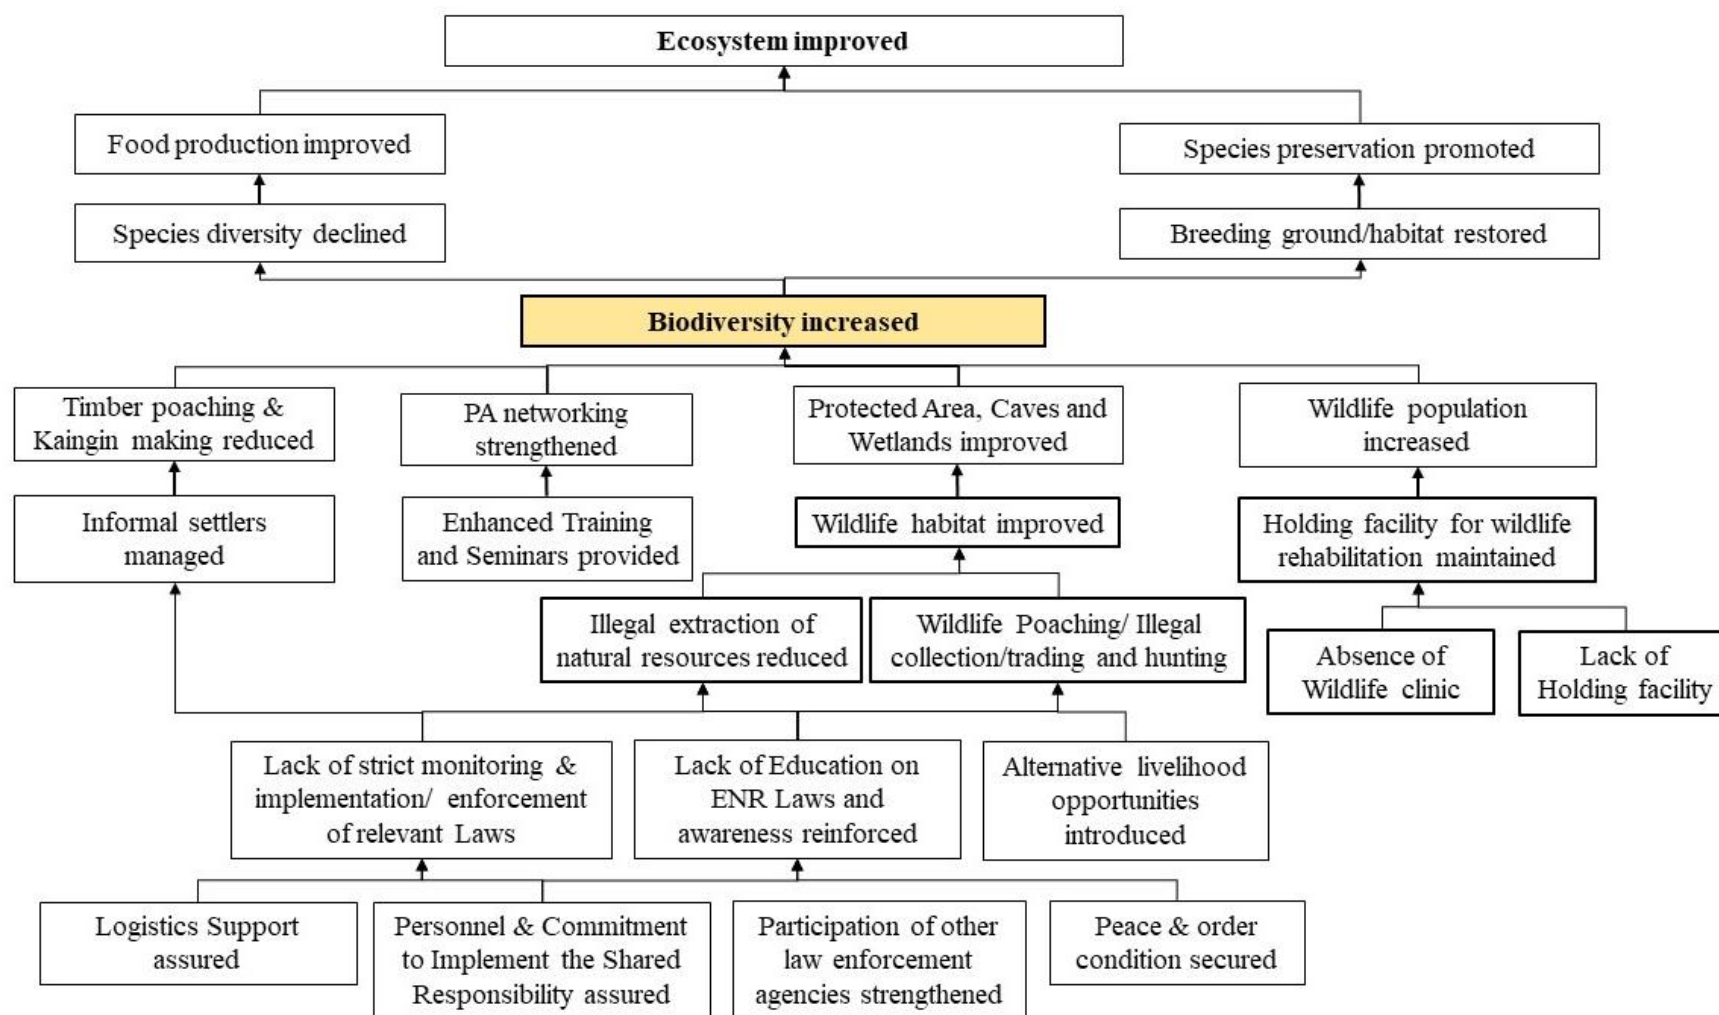 Ecosystem improved
Food production improved
Species preservation promoted
Species diversity declined
Breeding ground/habitat restored
Biodiversity increased
Timber poaching &
Kaingin making reduced
PA networking
strengthened
Protected Area, Caves and
Wetlands improved
Wildlife population
increased
Informal settlers
managed
Enhanced Training
and Seminars provided
Wildlife habitat improved
Holding facility for wildlife
rehabilitation maintained
Illegal extraction of
natural resources reduced
Wildlife Poaching/ Illegal
collection/trading and hunting
Absence of
Wildlife clinic
Lack of
Holding facility
Lack of strict monitoring &
implementation/ enforcement
of relevant Laws
Lack of Education on
ENR Laws and
awareness reinforced
Alternative livelihood
opportunities
introduced
Logistics Support
assured
Personnel & Commitment
to Implement the Shared
Responsibility assured
Participation of other
law enforcement
agencies strengthened
Peace & order
condition secured